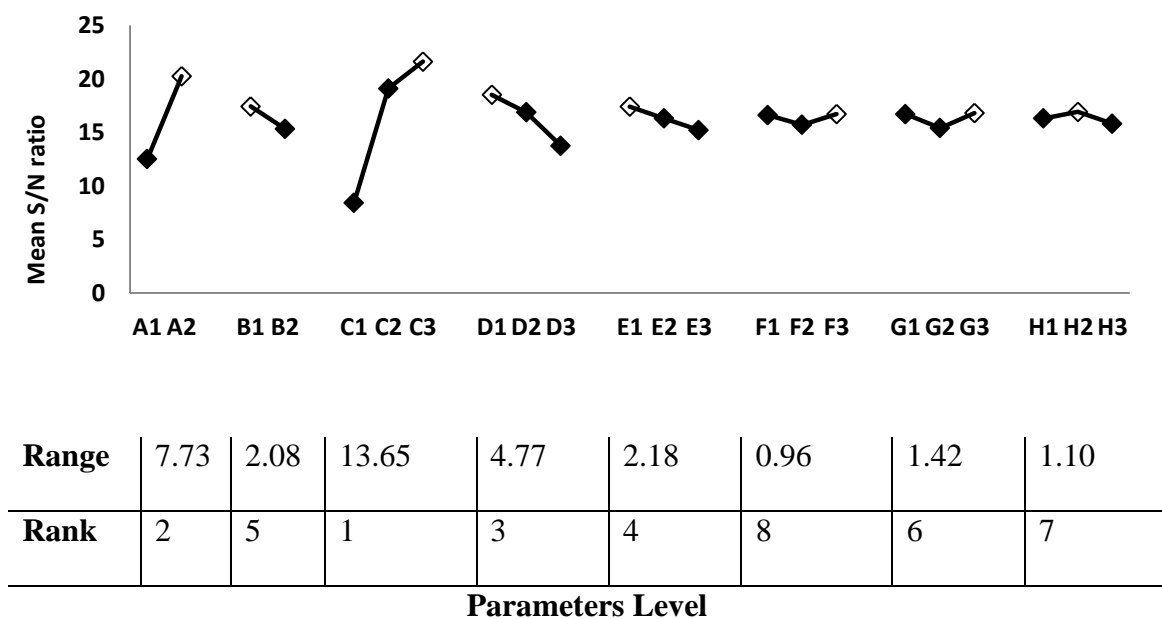 25
20
15
10
5
0
Mean S/N ratio
A1 A2 B1 B2 C1 C2 C3 D1 D2 D3 E1 E2 E3 F1 F2 F3 G1 G2 G3 H1 H2 H3
Range 7.73 2.08 13.65 4.77 2.18 0.96 1.42 1.10
Rank 2 5 1 3 4 8 6 7
Parameters Level